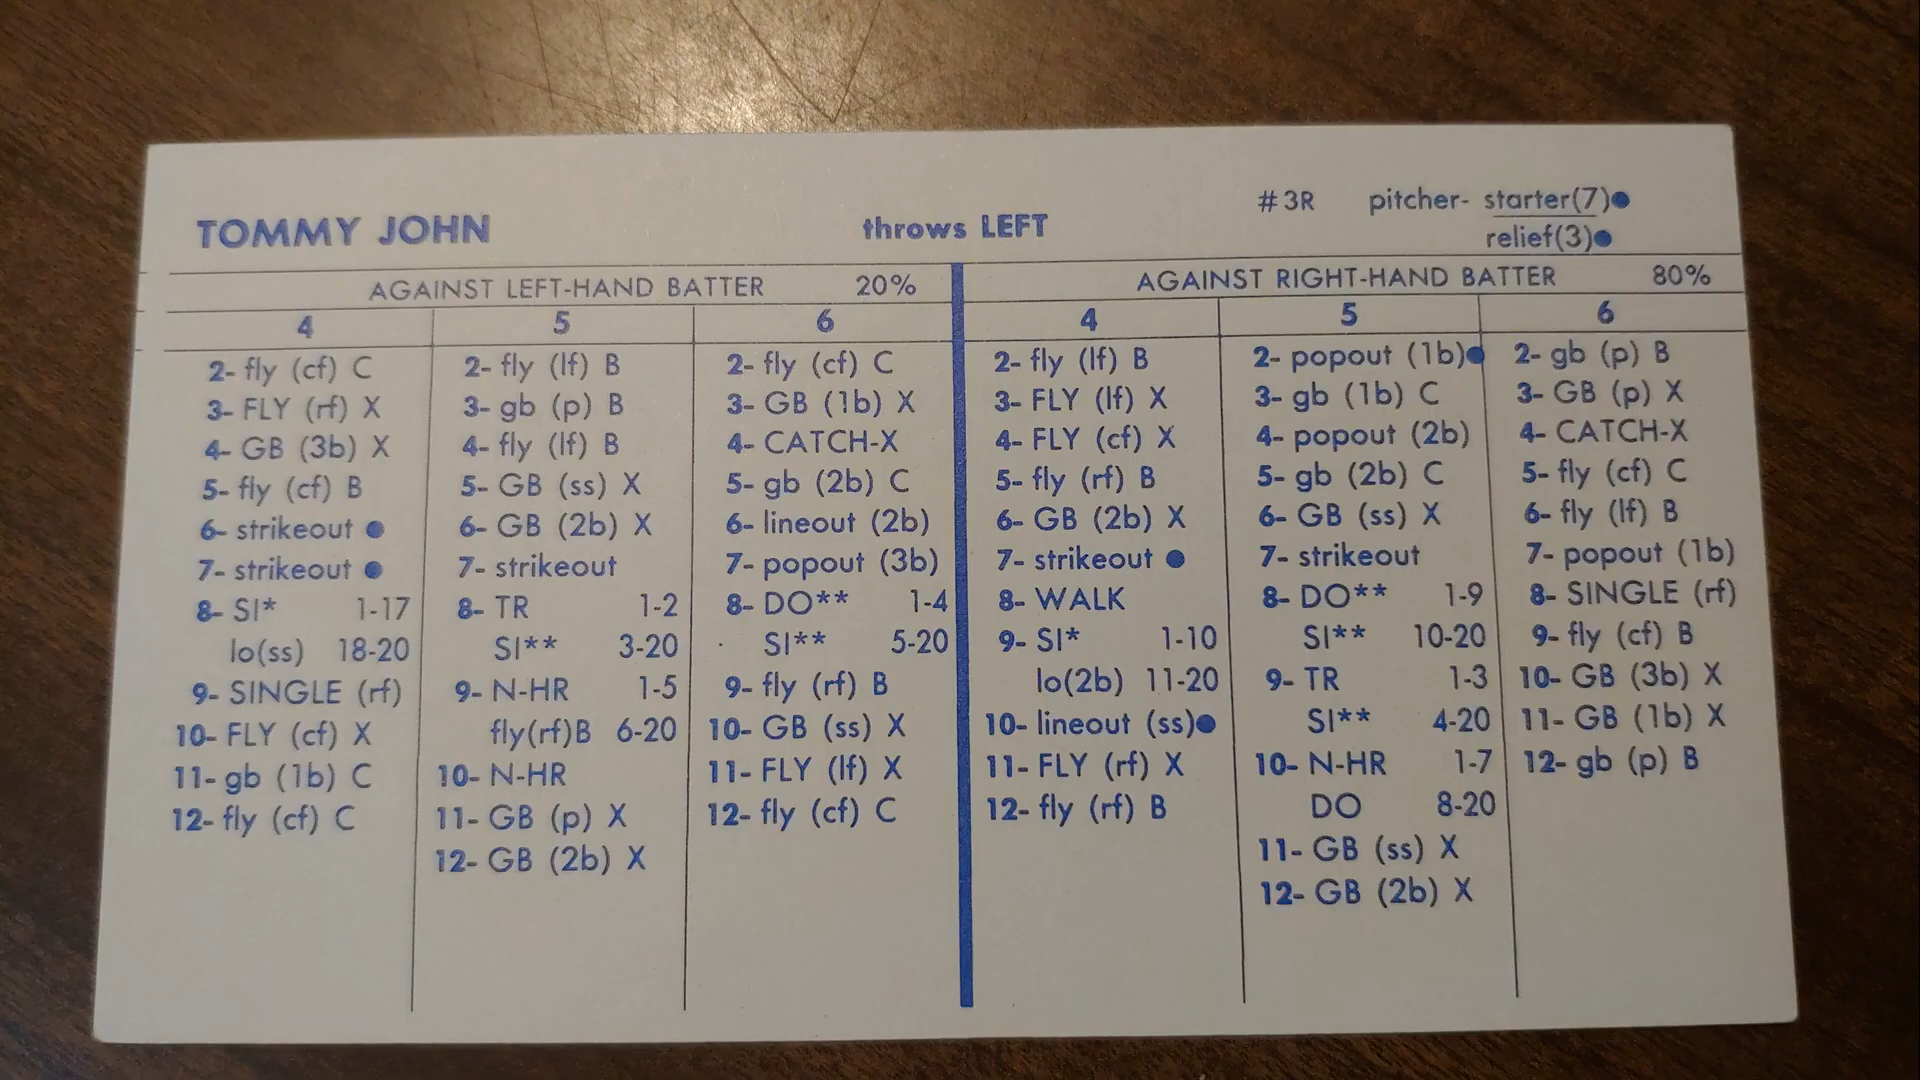 TOMMY JOHN
throws LEFT
#3R pitcher- starter(7)●
relief(3)●
AGAINST LEFT-HAND BATTER 20%
4
2- fly (cf) C
3- FLY (rf) X
4- GB (3b) X
5- fly (cf) B
6- strikeout ●
7- strikeout ●
8- SI* 1-17
lo(ss) 18-20
9- SINGLE (rf)
10- FLY (cf) X
11- gb (1b) C
12- fly (cf) C
5
2- fly (lf) B
3- gb (p) B
4- fly (lf) B
5- GB (ss) X
6- GB (2b) X
7- strikeout
8- TR 1-2
SI** 3-20
9- N-HR 1-5
fly(rf)B 6-20
10- N-HR
11- GB (p) X
12- GB (2b) X
6
2- fly (cf) C
3- GB (1b) X
4- CATCH-X
5- gb (2b) C
6- lineout (2b)
7- popout (3b)
8- DO** 1-4
SI** 5-20
9- fly (rf) B
10- GB (ss) X
11- FLY (lf) X
12- fly (cf) C
AGAINST RIGHT-HAND BATTER 80%
4
2- fly (lf) B
3- FLY (lf) X
4- FLY (cf) X
5- fly (rf) B
6- GB (2b) X
7- strikeout ●
8- WALK
9- SI* 1-10
lo(2b) 11-20
10- lineout (ss)●
11- FLY (rf) X
12- fly (rf) B
5
2- popout (1b)●
3- gb (1b) C
4- popout (2b)
5- gb (2b) C
6- GB (ss) X
7- strikeout
8- DO** 1-9
SI** 10-20
9- TR 1-3
SI** 4-20
10- N-HR 1-7
DO 8-20
11- GB (ss) X
12- GB (2b) X
6
2- gb (p) B
3- GB (p) X
4- CATCH-X
5- fly (cf) C
6- fly (lf) B
7- popout (1b)
8- SINGLE (rf)
9- fly (cf) B
10- GB (3b) X
11- GB (1b) X
12- gb (p) B